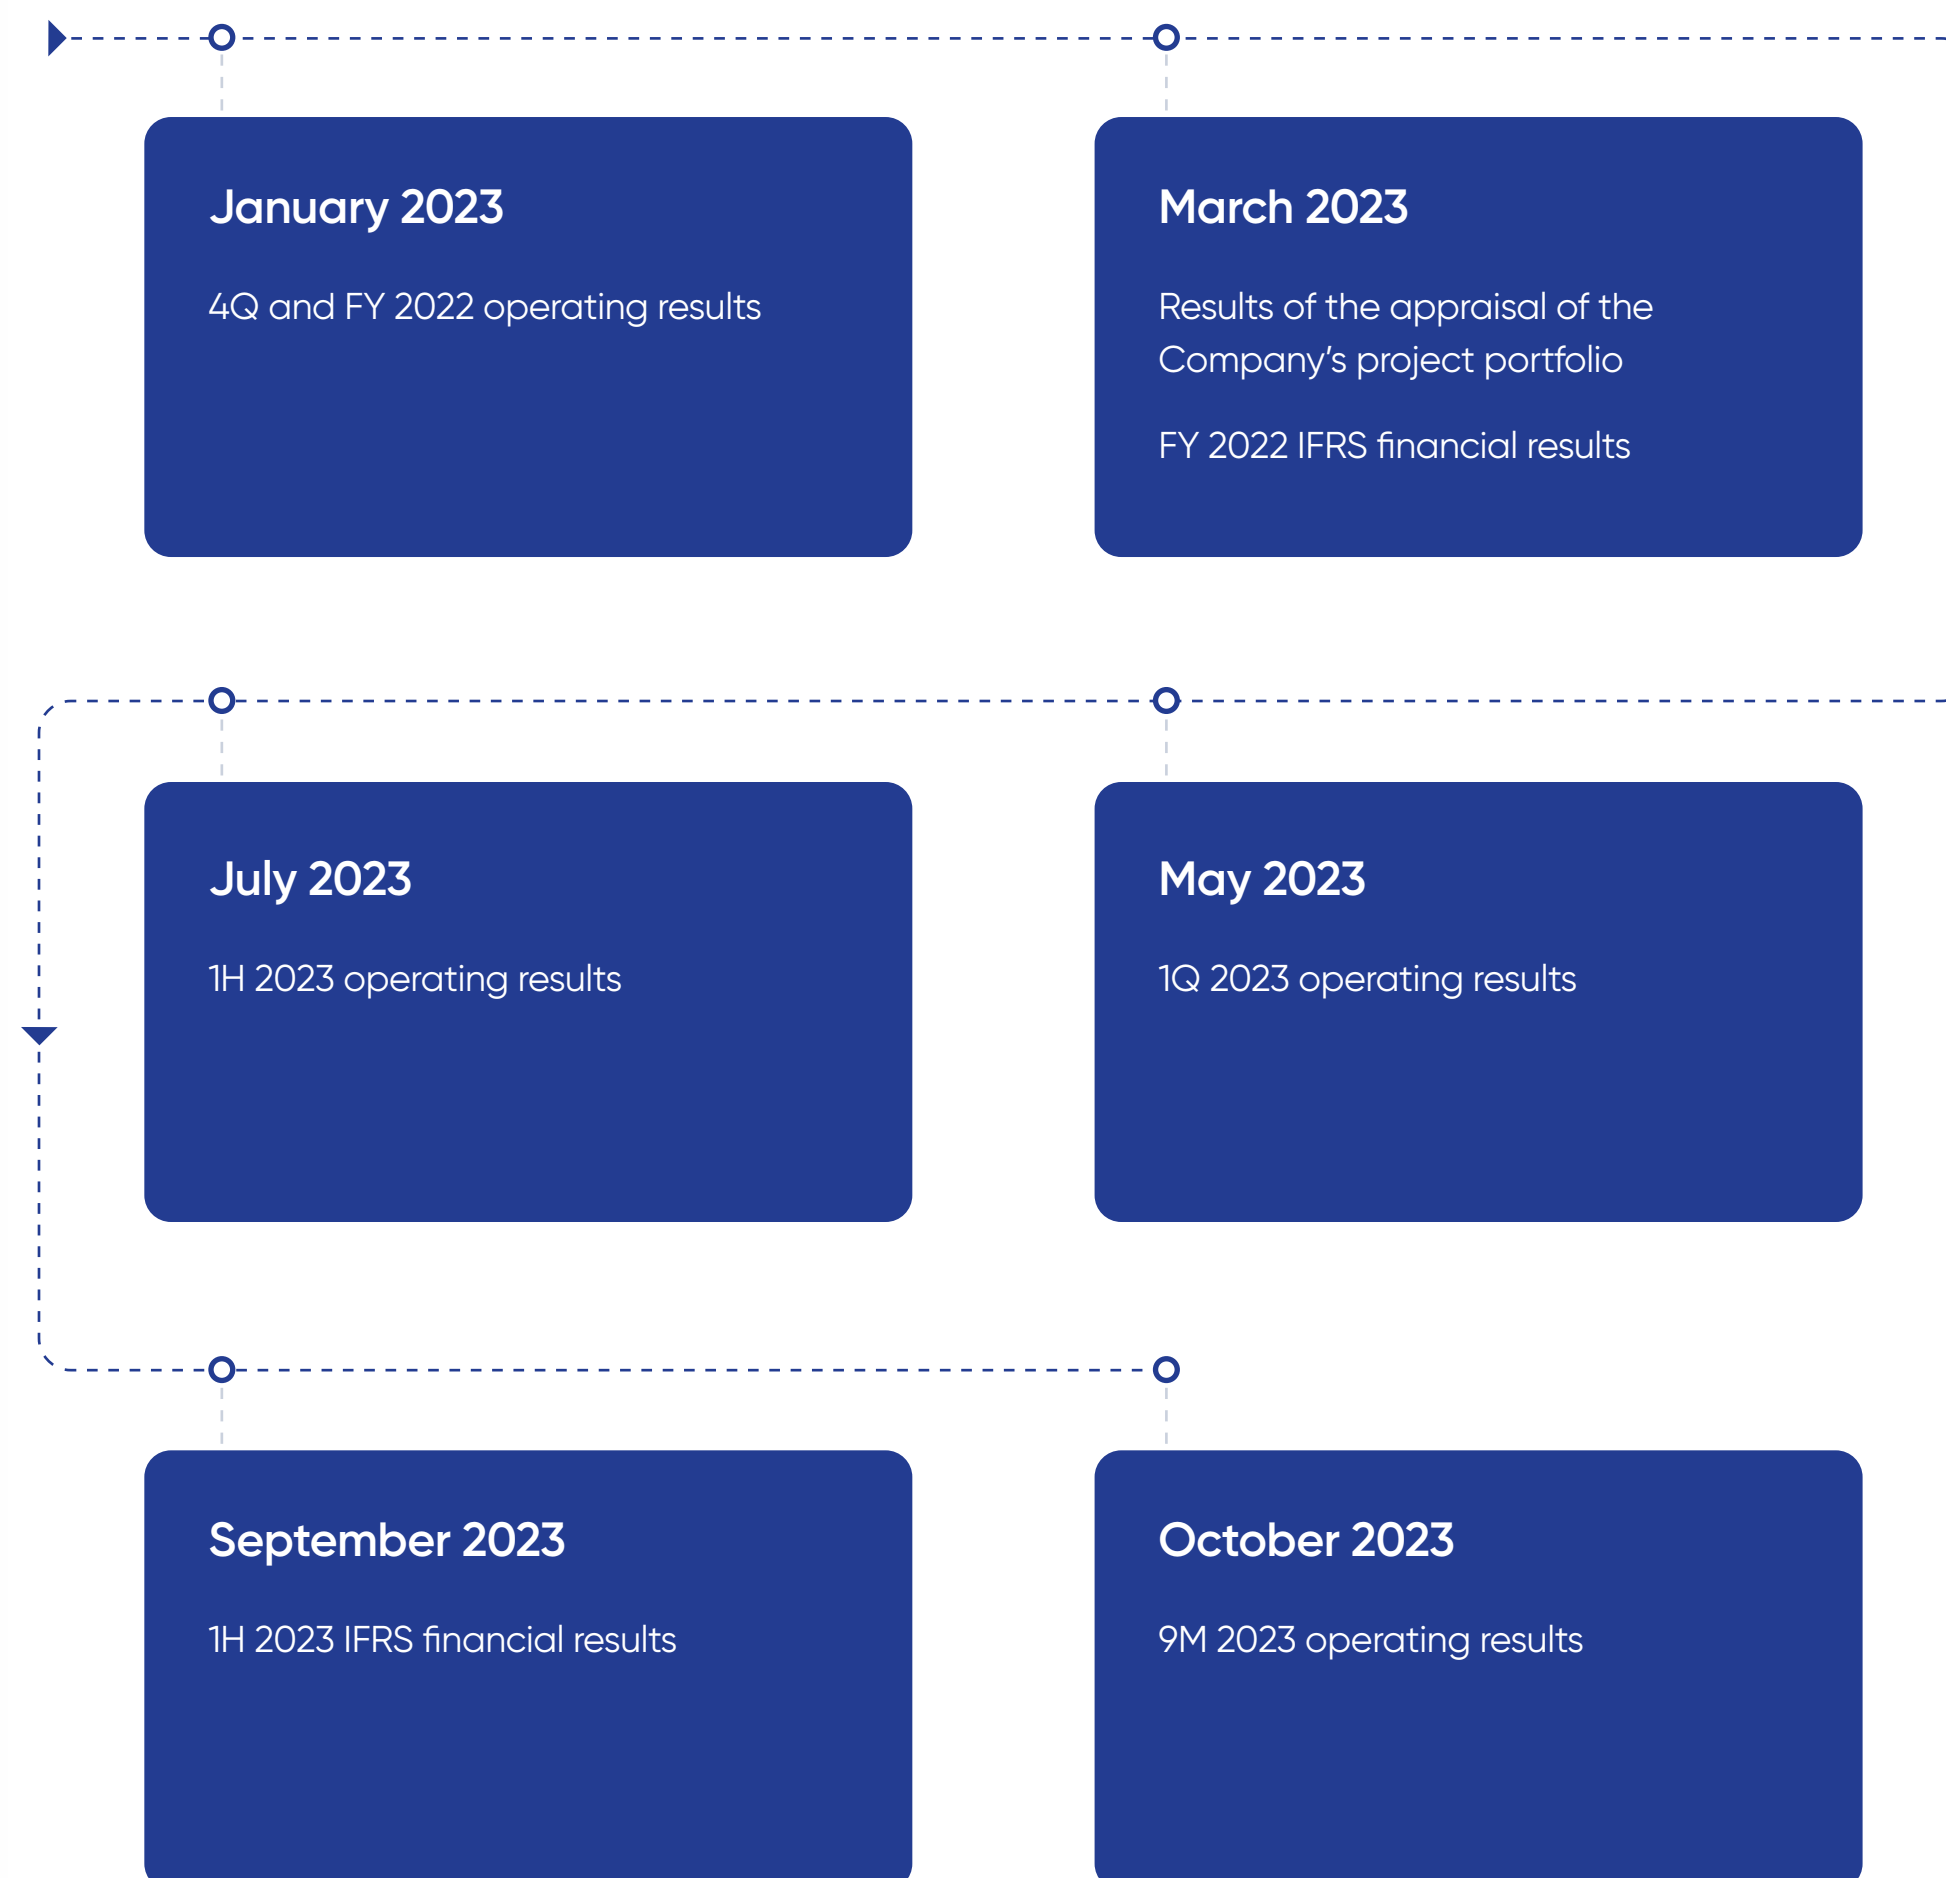 January 2023
4Q and FY 2022 operating results
March 2023
Results of the appraisal of the
Company’s project portfolio
FY 2022 IFRS financial results
July 2023
1H 2023 operating results
May 2023
1Q 2023 operating results
September 2023
1H 2023 IFRS financial results
October 2023
9M 2023 operating results